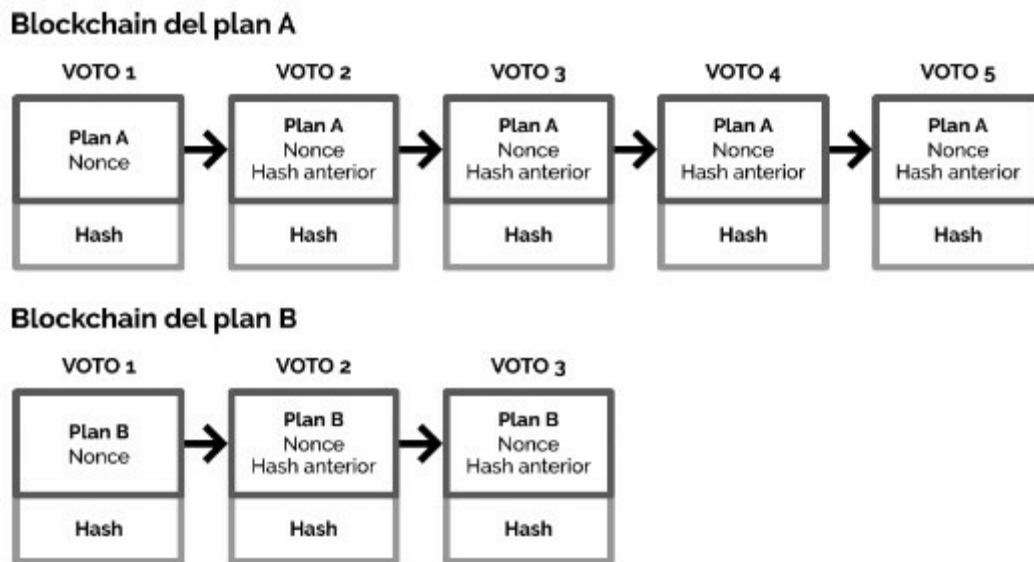 Blockchain del plan A
VOTO 1 VOTO 2 VOTO 3 VOTO 4 VOTO 5
Plan A Plan A Plan A Plan A Plan A
Nonce Nonce Nonce Nonce Nonce
Hash anterior Hash anterior Hash anterior Hash anterior
Hash Hash Hash Hash Hash
Blockchain del plan B
VOTO 1 VOTO 2 VOTO 3
Plan B Plan B Plan B
Nonce Nonce Nonce
Hash anterior Hash anterior
Hash Hash Hash